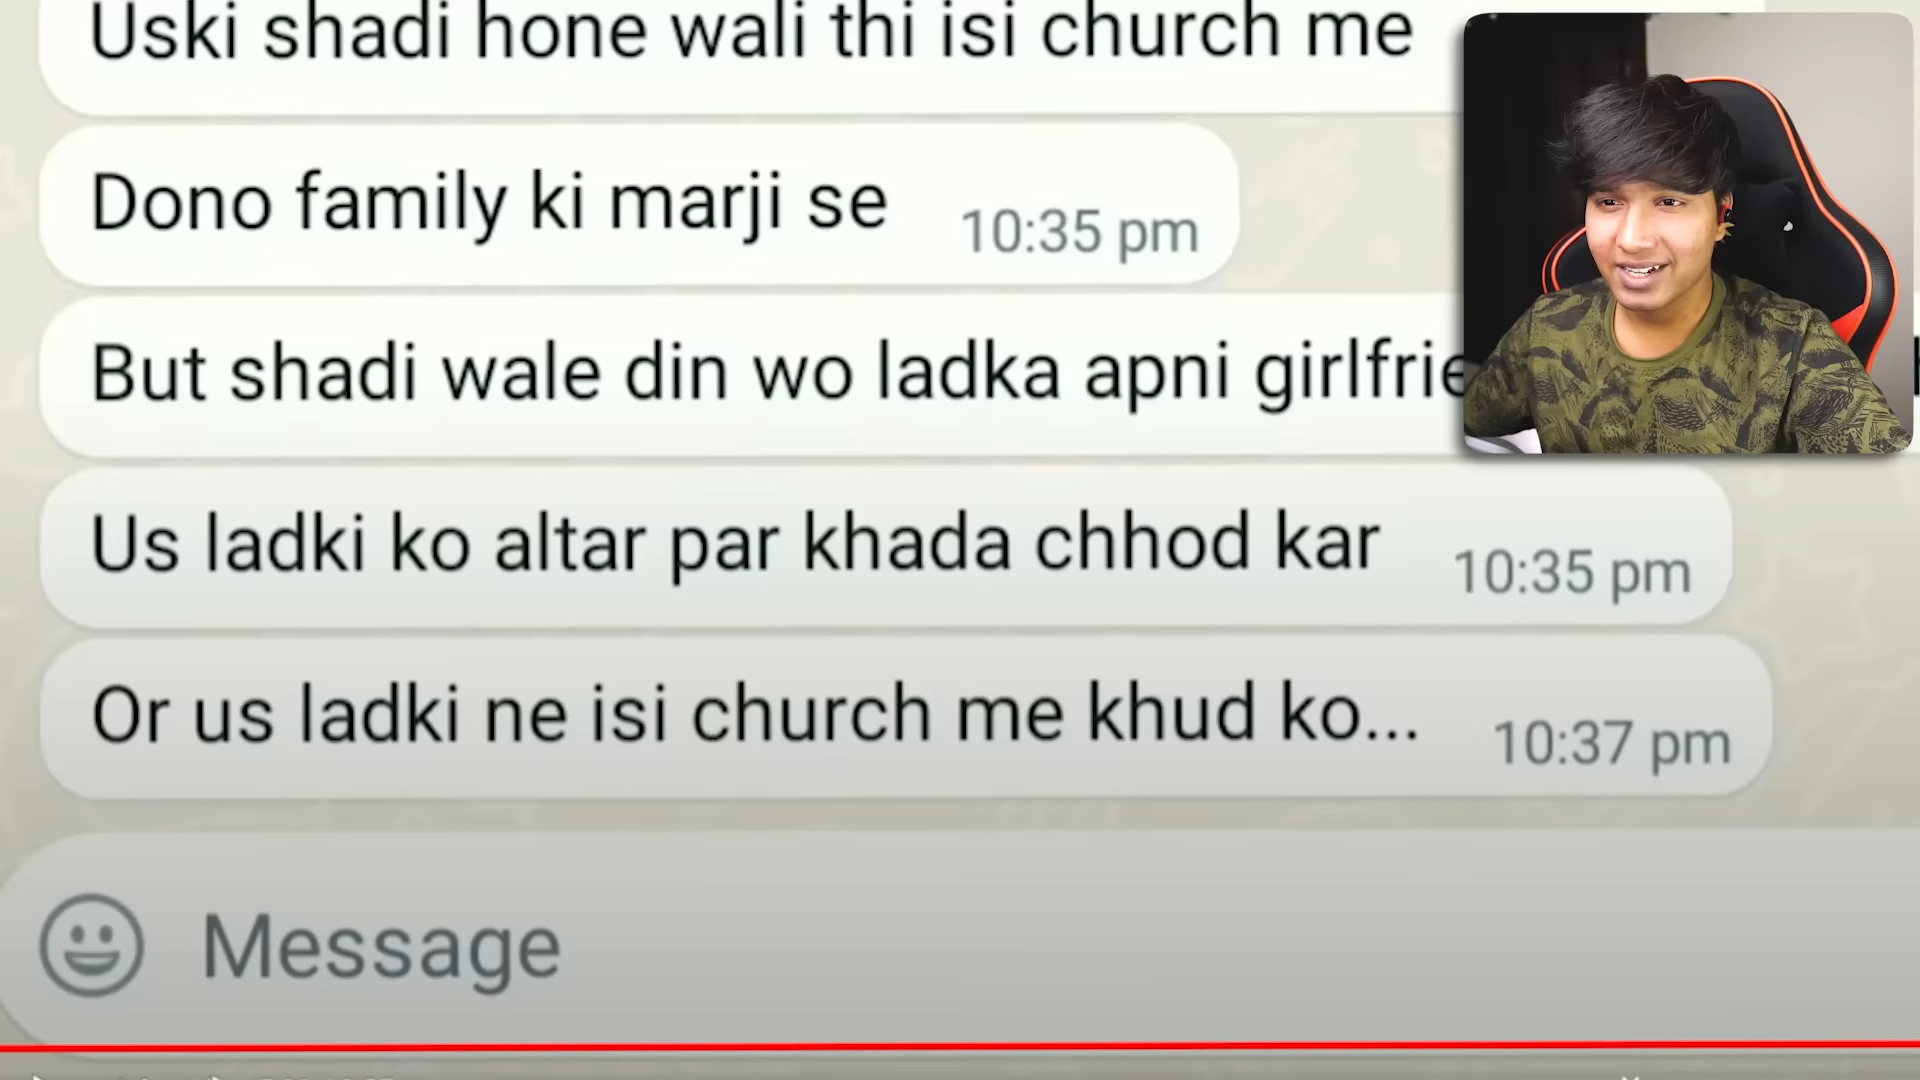 Uski shadi hone wali thi isi church me
Dono family ki marji se
10:35 pm
But shadi wale din wo ladka apni
Us ladki ko altar par khada chhod kar
10:35 pm
Or us ladki ne isi church me khud ko...
10:37 pm
Message